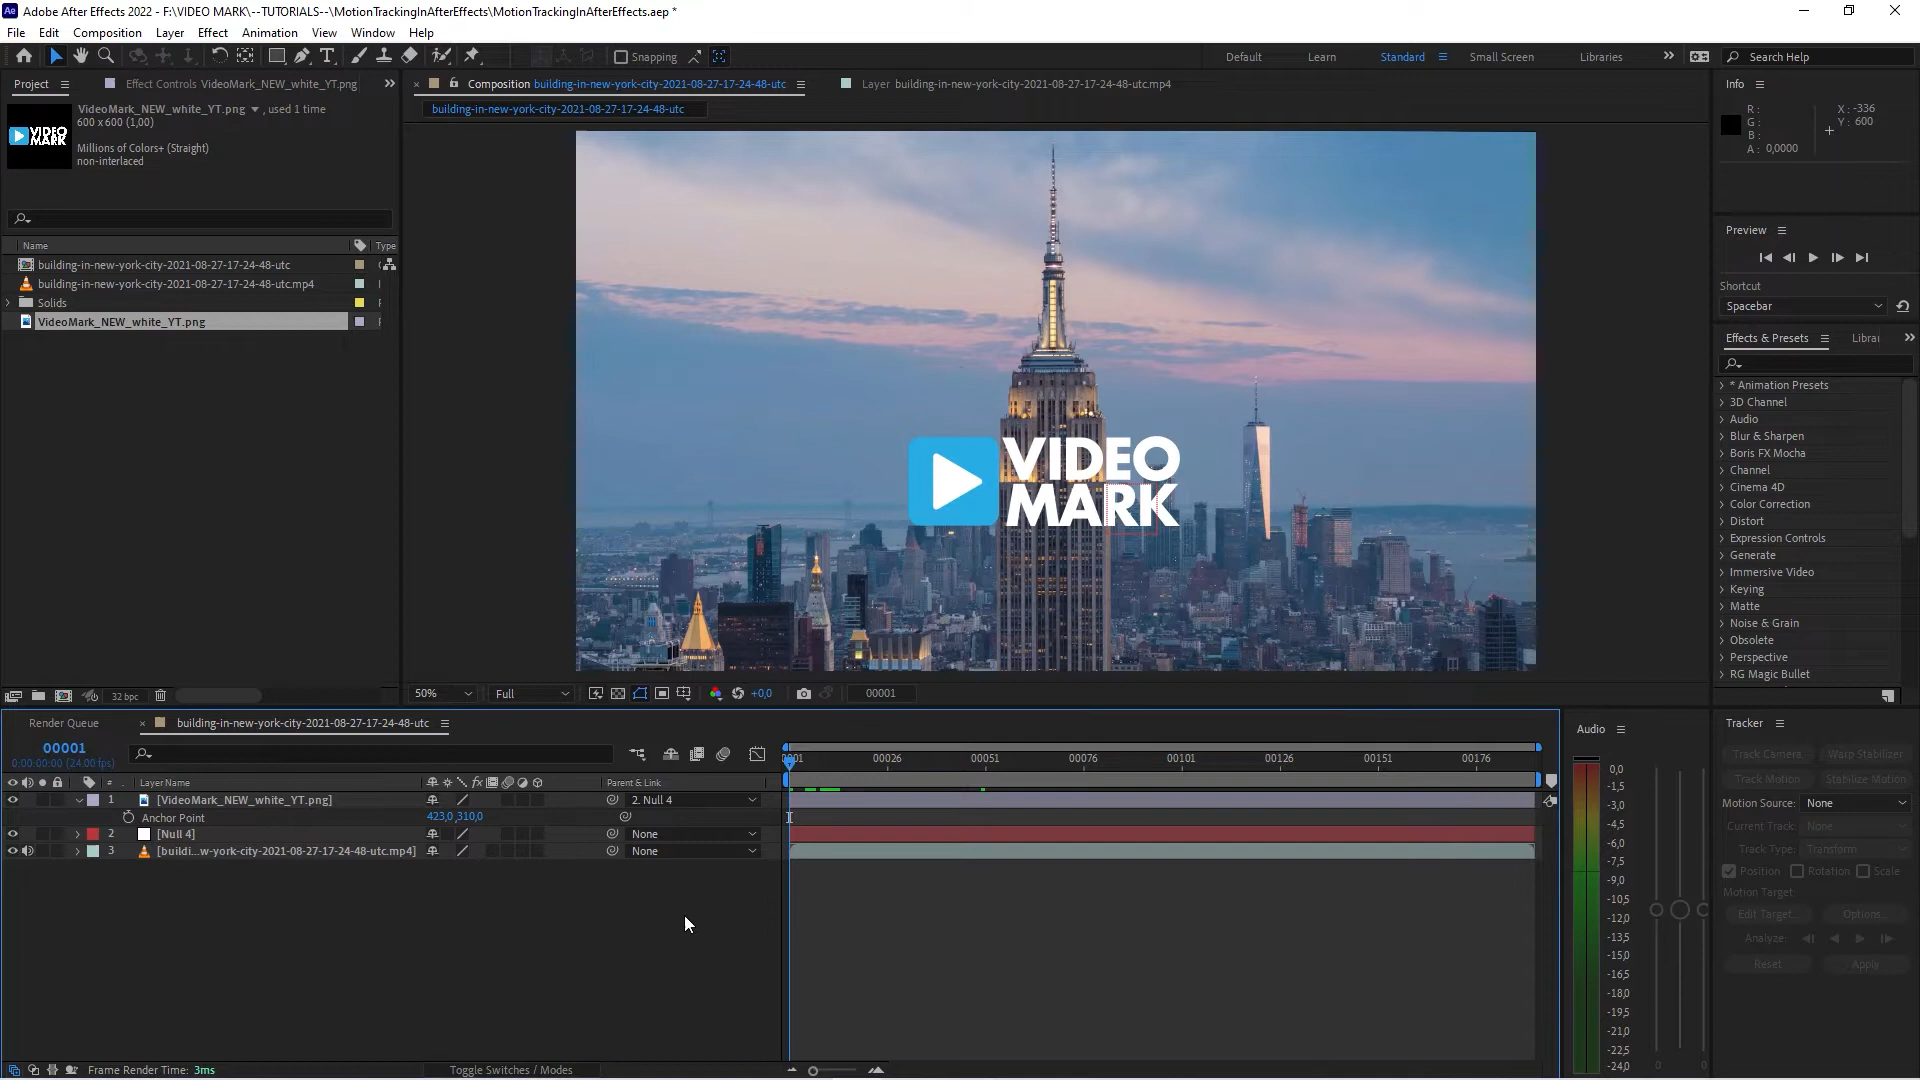 Ae Adobe After Effects 2022 - F:\VIDEO MARK\--TUTORIALS--\MotionTrackingInAfterEffects\MotionTrackingInAfterEffects.aep *
File Edit Composition Layer Effect Animation View Window Help
Snapping
Default Learn Standard Small Screen Libraries
Search Help
Project
Effect Controls VideoMark_NEW_white_YT.png
VIDEO
MARK
VideoMark_NEW_white_YT.png , used 1 time
600 x 600 (1,00)
Millions of Colors+ (Straight)
non-interlaced
Name Type
building-in-new-york-city-2021-08-27-17-24-48-utc
building-in-new-york-city-2021-08-27-17-24-48-utc.mp4
Solids
VideoMark_NEW_white_YT.png
32 bpc
Composition building-in-new-york-city-2021-08-27-17-24-48-utc
Layer building-in-new-york-city-2021-08-27-17-24-48-utc.mp4
building-in-new-york-city-2021-08-27-17-24-48-utc
VIDEO
MARK
50% Full +0,0 00001
Info
R :
G :
B :
A : 0,0000
X : -336
Y : 600
Preview
Shortcut
Spacebar
Effects & Presets Librar
* Animation Presets
3D Channel
Audio
Blur & Sharpen
Boris FX Mocha
Channel
Cinema 4D
Color Correction
Distort
Expression Controls
Generate
Immersive Video
Keying
Matte
Noise & Grain
Obsolete
Perspective
RG Magic Bullet
Render Queue
building-in-new-york-city-2021-08-27-17-24-48-utc
00001
0:00:00:00 (24.00 fps)
# Layer Name fx Parent & Link
1 [VideoMark_NEW_white_YT.png] 2. Null 4
Anchor Point 423,0,310,0
2 [Null 4] None
3 [buildi...w-york-city-2021-08-27-17-24-48-utc.mp4] None
0001 00026 00051 00076 00101 00126 00151 00176
Frame Render Time: 3ms
Toggle Switches / Modes
Audio
0,0
-1,5
-3,0
-4,5
-6,0
-7,5
-9,0
-10,5
-12,0
-13,5
-15,0
-16,5
-18,0
-19,5
-21,0
-22,5
-24,0
0 0
Tracker
Track Camera Warp Stabilizer
Track Motion Stabilize Motion
Motion Source: None
Current Track: None
Track Type: Transform
Position Rotation Scale
Motion Target:
Edit Target... Options...
Analyze:
Reset Apply